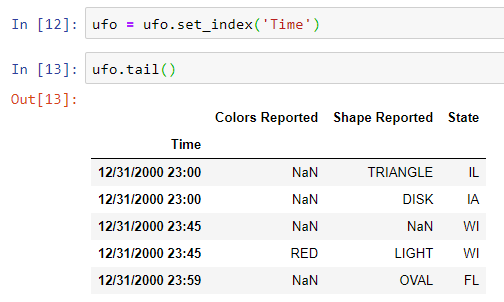 In [12]: ufo = ufo.set_index('Time')
In [13]: ufo.tail()
Out[13]:
Colors Reported Shape Reported State
Time
12/31/2000 23:00 NaN TRIANGLE IL
12/31/2000 23:00 NaN DISK IA
12/31/2000 23:45 NaN NaN WI
12/31/2000 23:45 RED LIGHT WI
12/31/2000 23:59 NaN OVAL FL